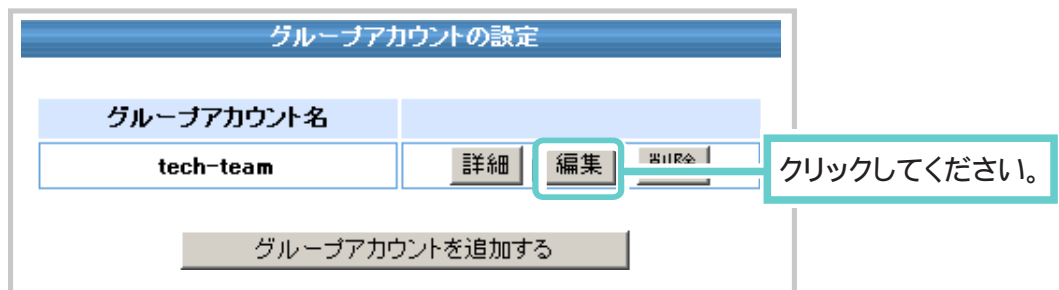 グループアカウントの設定
グループアカウント名
tech-team 詳細 編集 削除 クリックしてください。
グループアカウントを追加する